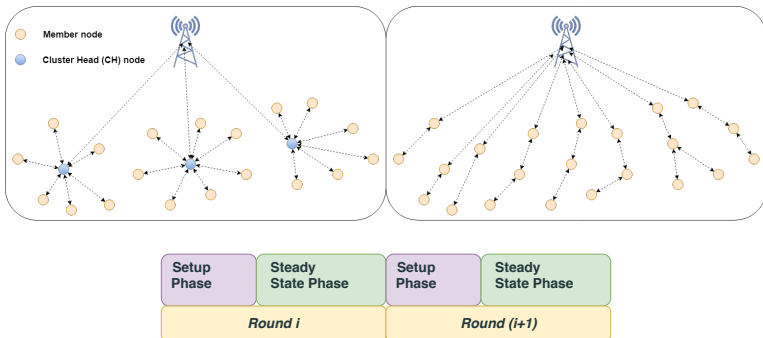 Member node
Cluster Head (CH) node
Setup
Phase
Steady
State Phase
Setup
Phase
Steady
State Phase
Round i
Round (i+1)